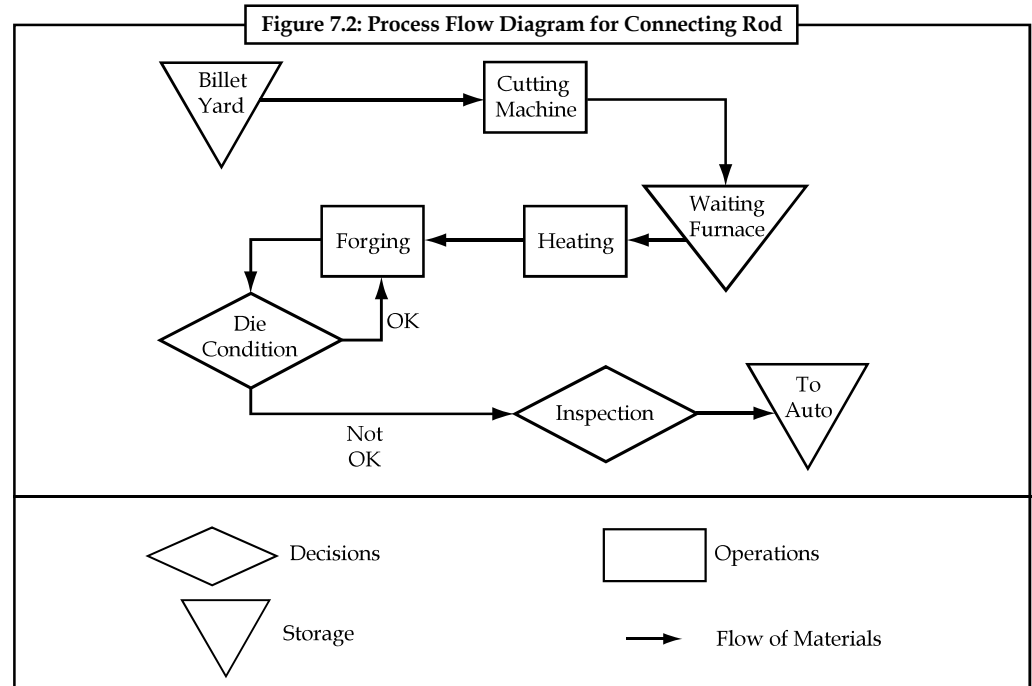 Figure 7.2: Process Flow Diagram for Connecting Rod
Billet
Yard
Cutting
Machine
Waiting
Furnace
Heating
Forging
Die
Condition
OK
Not
OK
Inspection
To
Auto
Decisions
Operations
Storage
Flow of Materials